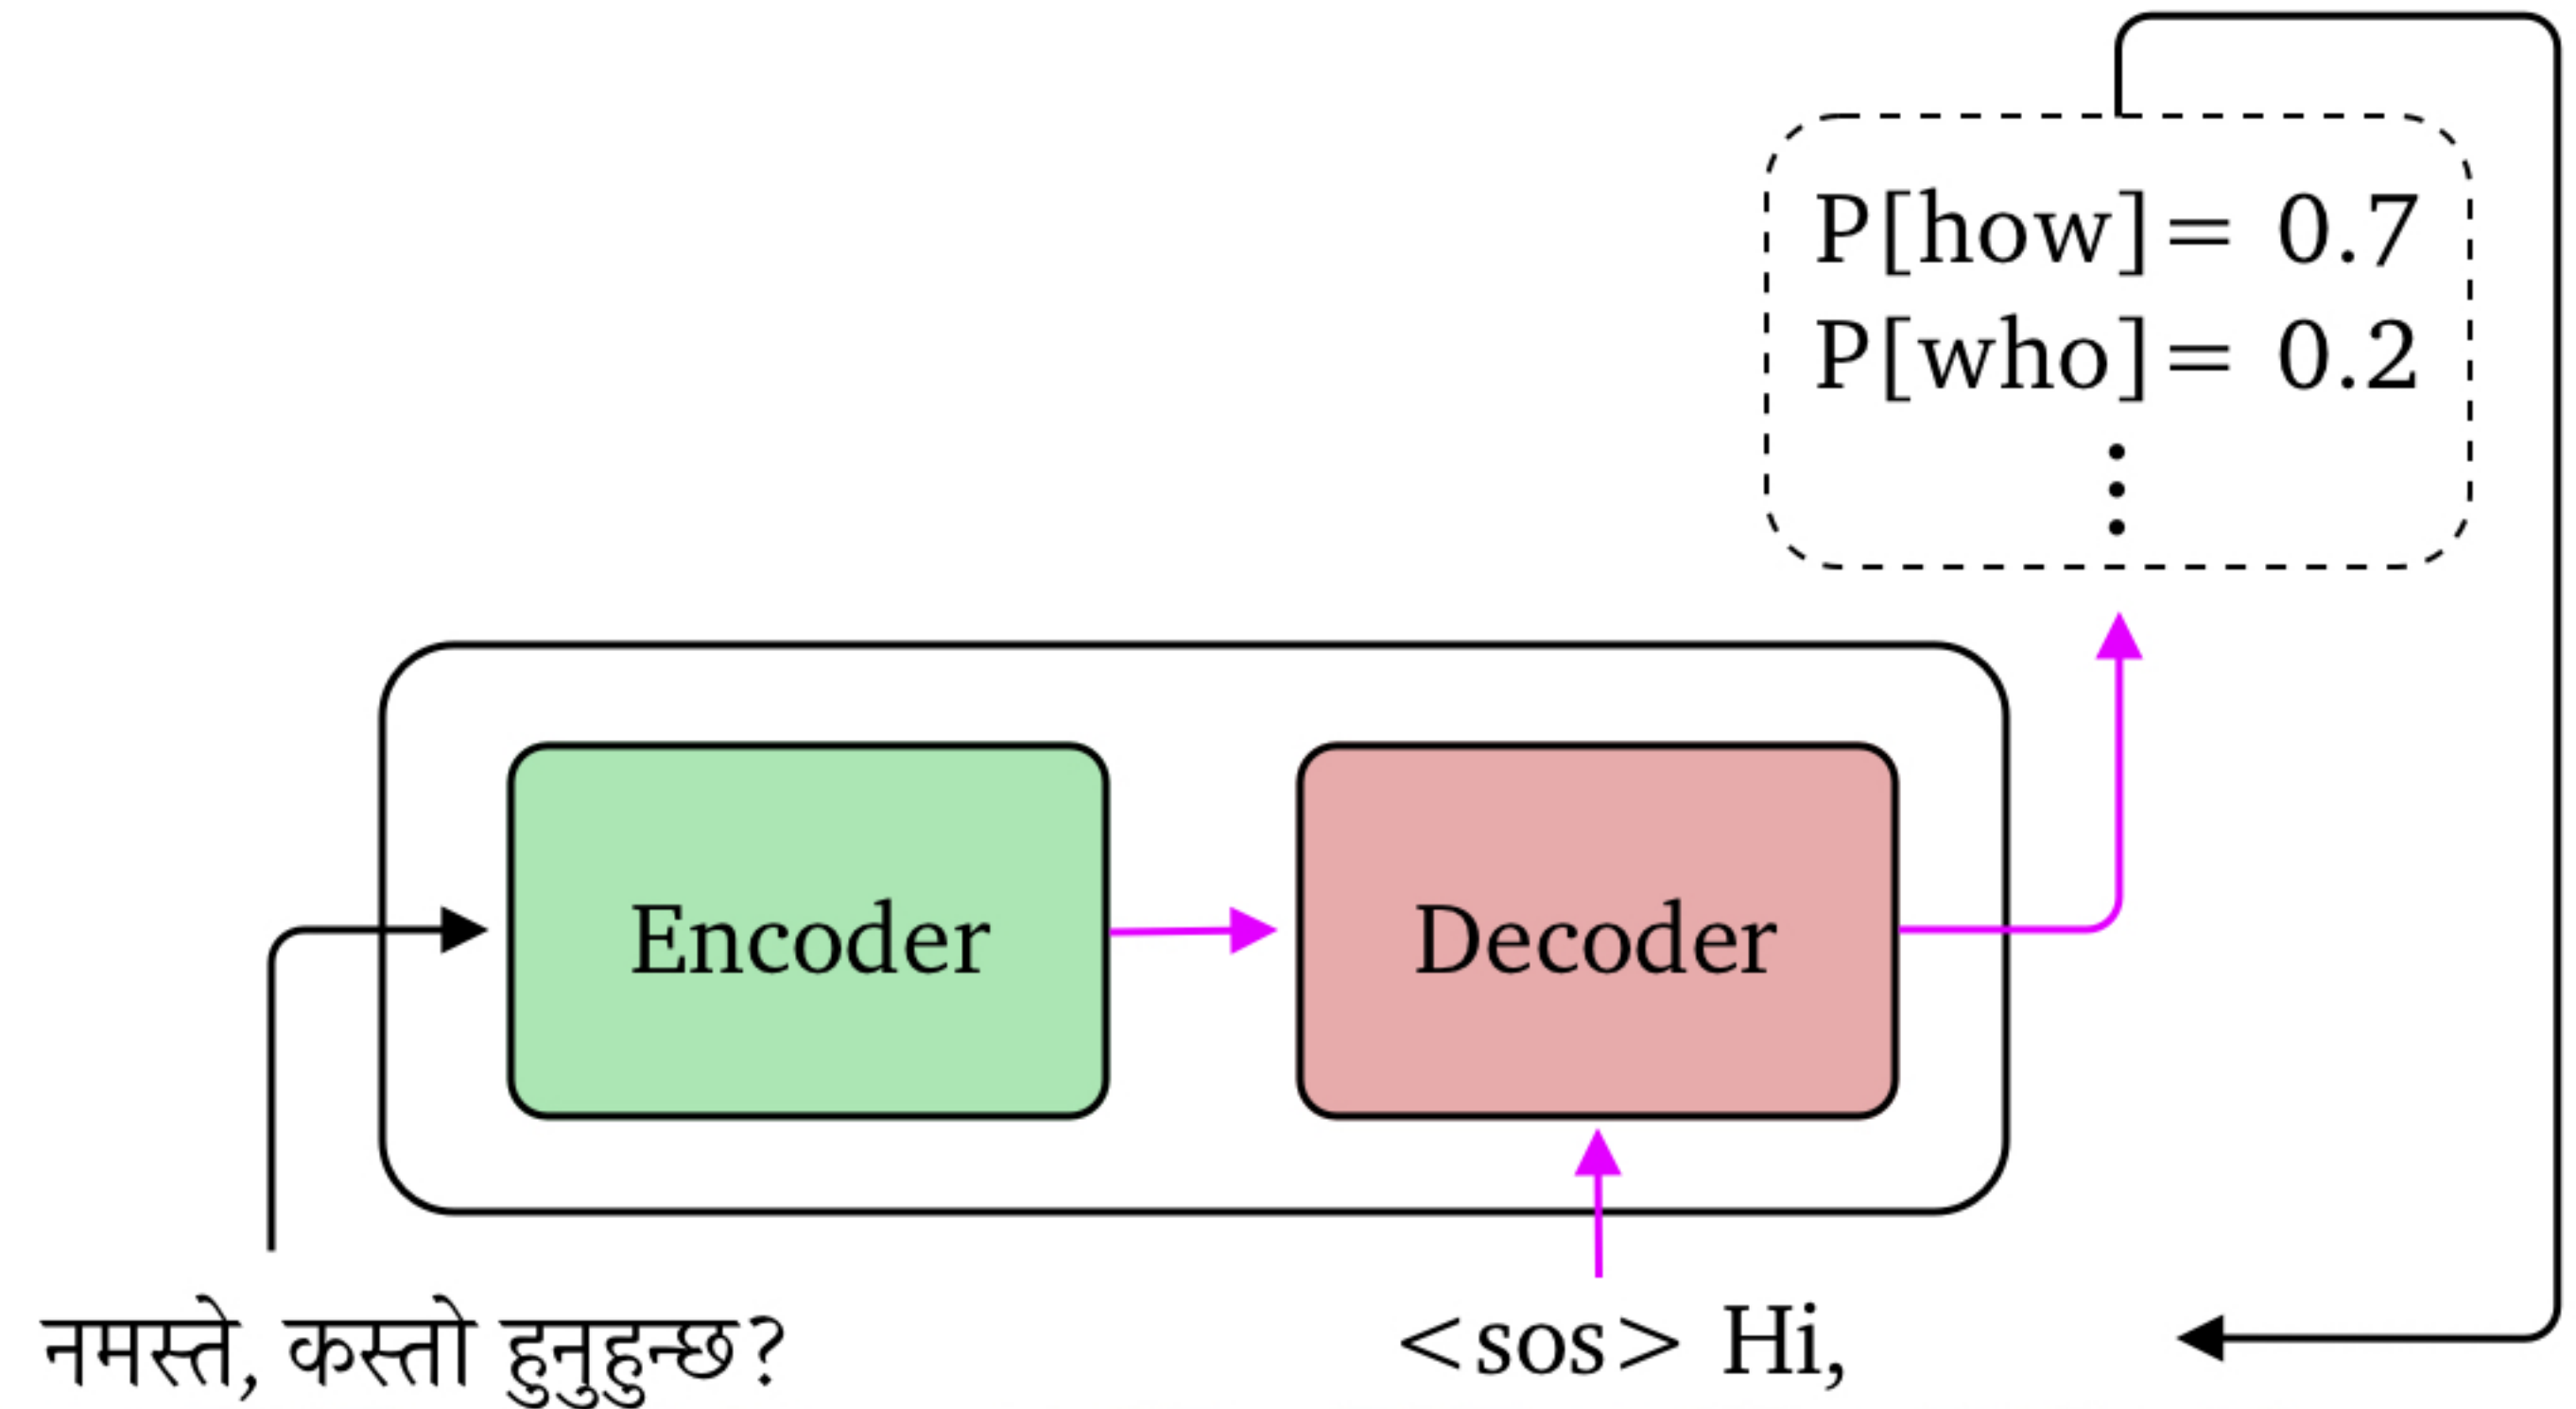 P[how]= 0.7
P[who]= 0.2
Encoder
Decoder
नमस्ते, कस्तो हुनुहुन्छ?
<sos> Hi,